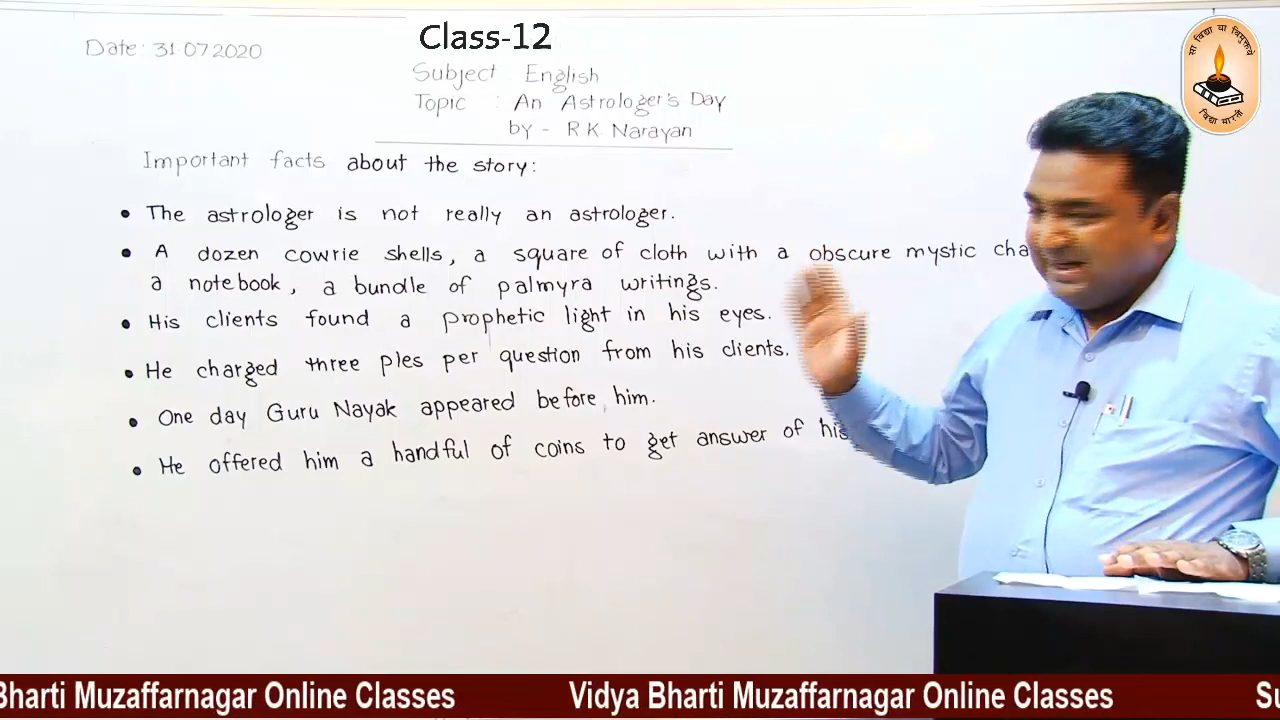 Class-12
Date: 31 07 2020
Subject : English
Topic : An Astrologer's Day
by - R K Narayan
Important facts about the story:
• The astrologer is not really an astrologer.
• A dozen cowrie shells, a square of cloth with a obscure mystic
a notebook, a bundle of palmyra writings.
• His clients found a prophetic light in his eyes.
• He charged three pies per question from his clients.
• One day Guru Nayak appeared before him.
• He offered him a handful of coins to get answer of his
सा विद्या या विमुक्तये
विद्या भारती
Bharti Muzaffarnagar Online Classes Vidya Bharti Muzaffarnagar Online Classes